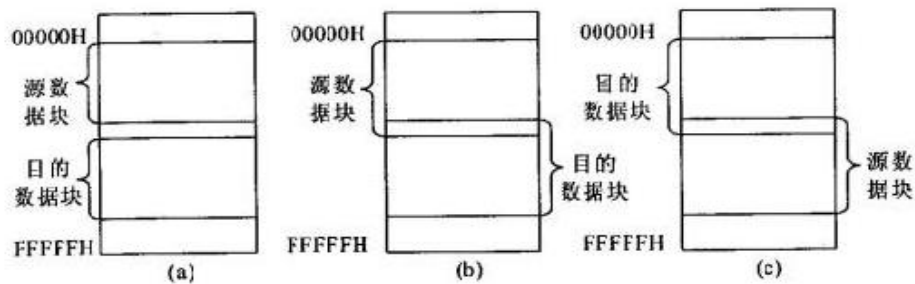 00000H
源数
据块
目的
数据块
FFFFFH
(a)
00000H
源数
据块
目的
数据块
FFFFFH
(b)
00000H
目的
数据块
源数
据块
FFFFFH
(c)